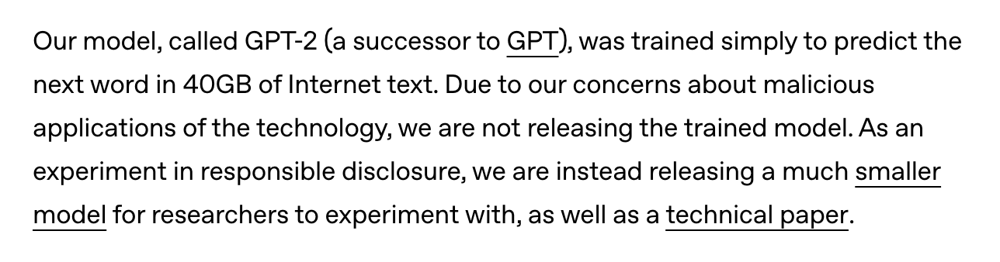 Our model, called GPT-2 (a successor to GPT), was trained simply to predict the
next word in 40GB of Internet text. Due to our concerns about malicious
applications of the technology, we are not releasing the trained model. As an
experiment in responsible disclosure, we are instead releasing a much smaller
model for researchers to experiment with, as well as a technical paper.